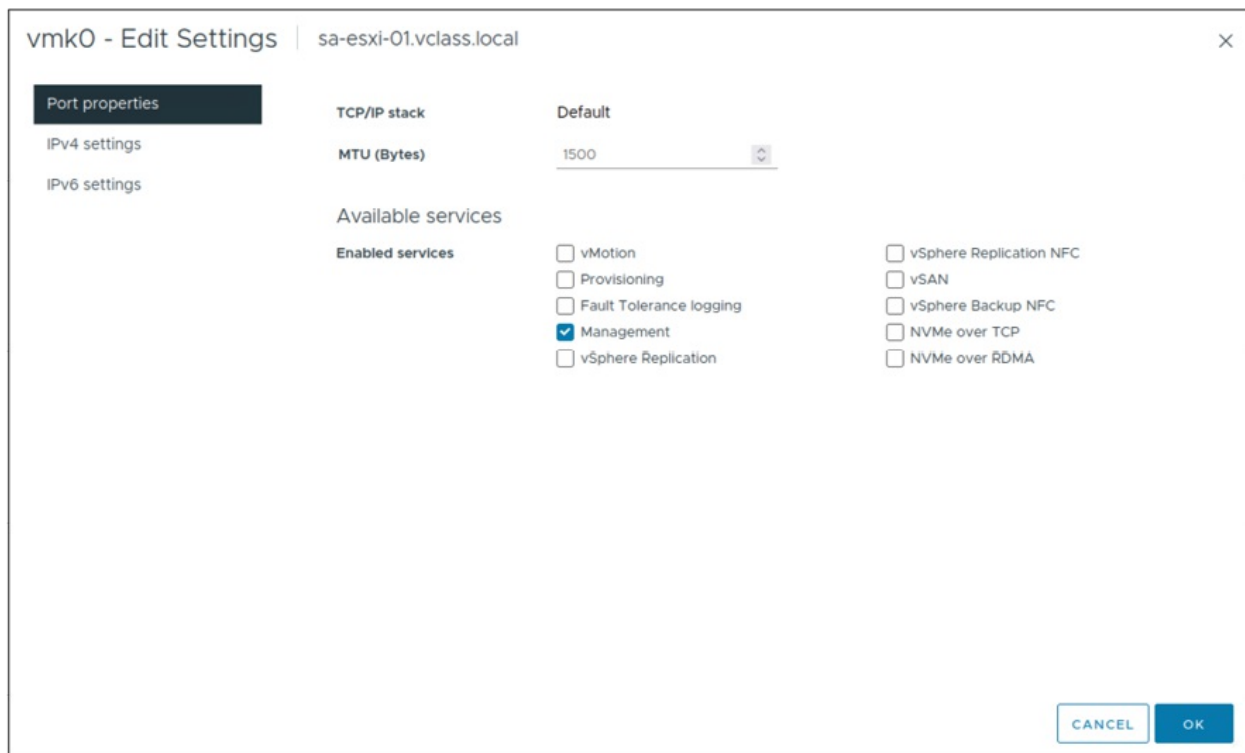 vmk0 - Edit Settings | sa-esxi-01.vclass.local
Port properties
IPv4 settings
IPv6 settings
TCP/IP stack Default
MTU (Bytes) 1500
Available services
Enabled services
vMotion
Provisioning
Fault Tolerance logging
Management
vSphere Replication
vSphere Replication NFC
vSAN
vSphere Backup NFC
NVMe over TCP
NVMe over RDMA
CANCEL OK